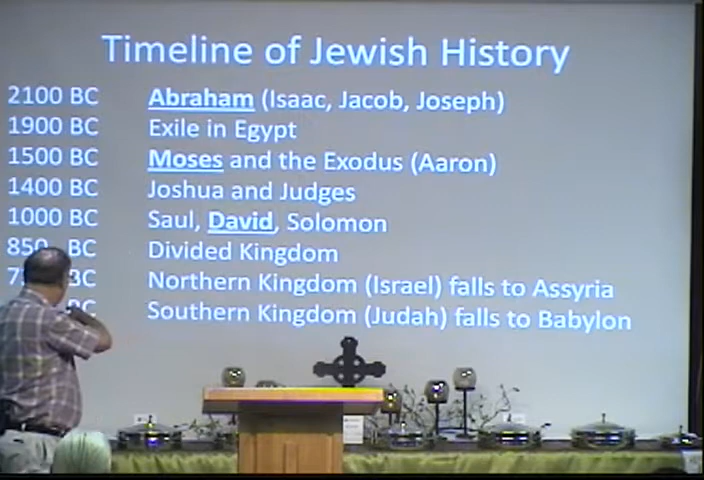 Timeline of Jewish History
2100 BC Abraham (Isaac, Jacob, Joseph)
1900 BC Exile in Egypt
1500 BC Moses and the Exodus (Aaron)
1400 BC Joshua and Judges
1000 BC Saul, David, Solomon
850 BC Divided Kingdom
BC Northern Kingdom (Israel) falls to Assyria
BC Southern Kingdom (Judah) falls to Babylon